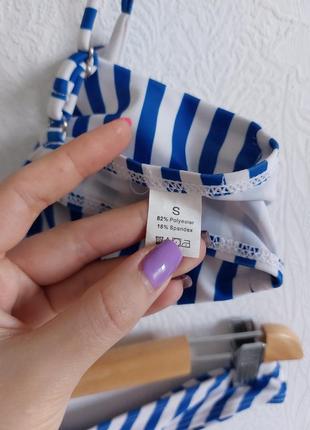 S
82% Polyester
18% Spandex